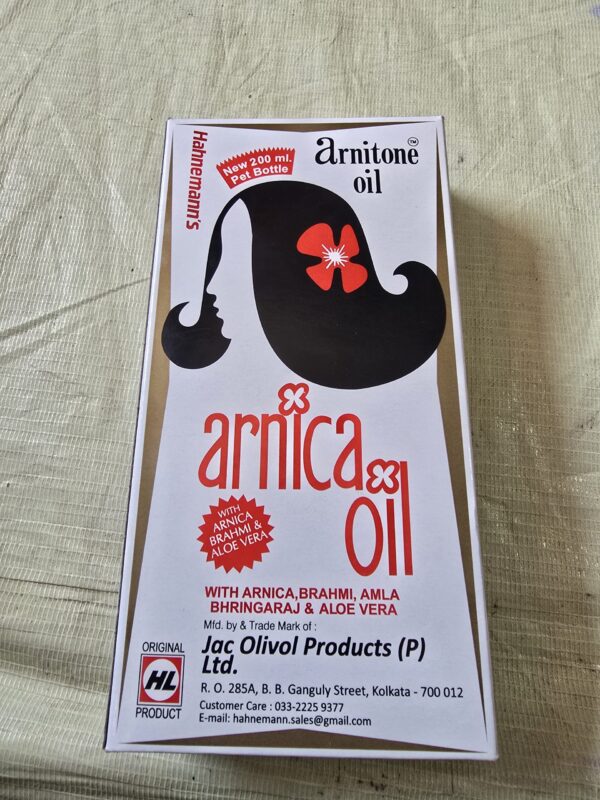 Hahnemann's
New 200 ml.
Pet Bottle
arnitone™
oil
arnica
oil
WITH
ARNICA
BRAHMI &
ALOE VERA
WITH ARNICA,BRAHMI, AMLA
BHRINGARAJ & ALOE VERA
Mfd. by & Trade Mark of :
Jac Olivol Products (P)
Ltd.
R. O. 285A, B. B. Ganguly Street, Kolkata - 700 012
Customer Care : 033-2225 9377
E-mail: hahnemann.sales@gmail.com
ORIGINAL
HL
PRODUCT